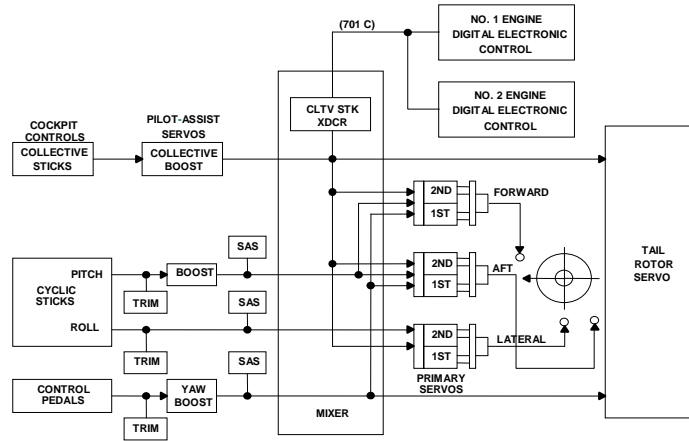 (701 C)
NO. 1 ENGINE
DIGITAL ELECTRONIC
CONTROL
NO. 2 ENGINE
DIGITAL ELECTRONIC
CONTROL
CLTV STK
XDCR
COCKPIT
CONTROLS
PILOT-ASSIST
SERVOS
COLLECTIVE
STICKS
COLLECTIVE
BOOST
2ND
1ST
FORWARD
SAS
PITCH
BOOST
CYCLIC
STICKS
TRIM
SAS
2ND
1ST
AFT
TAIL
ROTOR
SERVO
ROLL
TRIM
2ND
1ST
LATERAL
SAS
PRIMARY
SERVOS
CONTROL
PEDALS
YAW
BOOST
MIXER
TRIM